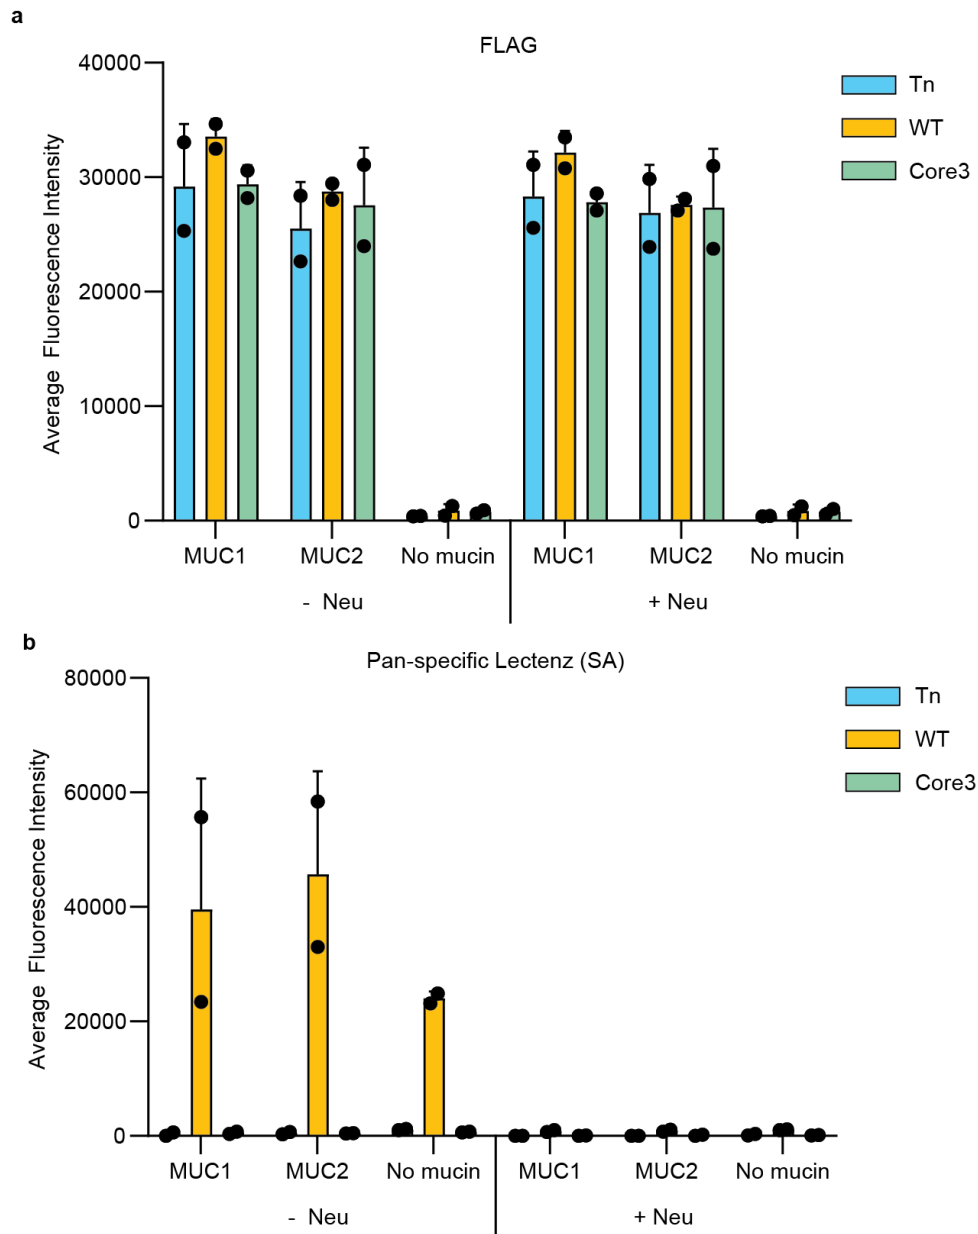 a
FLAG
Average Fluorescence Intensity
40000
30000
20000
10000
0
Tn
WT
Core3
MUC1 MUC2 No mucin MUC1 MUC2 No mucin
- Neu + Neu
b
Pan-specific Lectenz (SA)
Average Fluorescence Intensity
80000
60000
40000
20000
0
Tn
WT
Core3
MUC1 MUC2 No mucin MUC1 MUC2 No mucin
- Neu + Neu